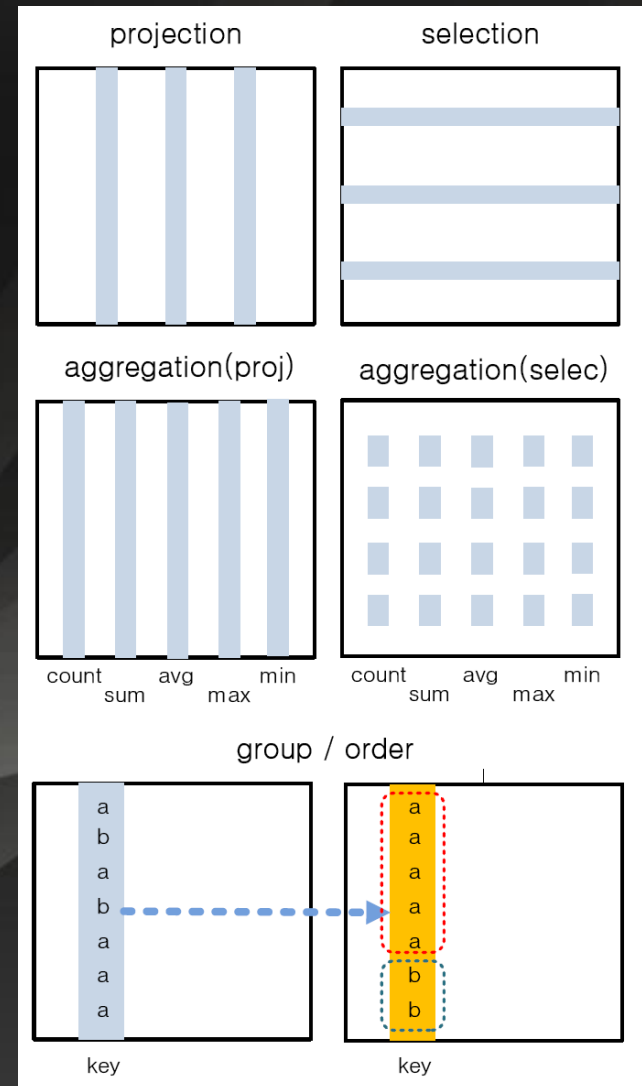 projection
selection
aggregation(proj)
aggregation(selec)
count
sum
avg
max
min
count
sum
avg
max
min
group / order
a
b
a
b
a
a
a
key
a
a
a
a
a
b
b
key